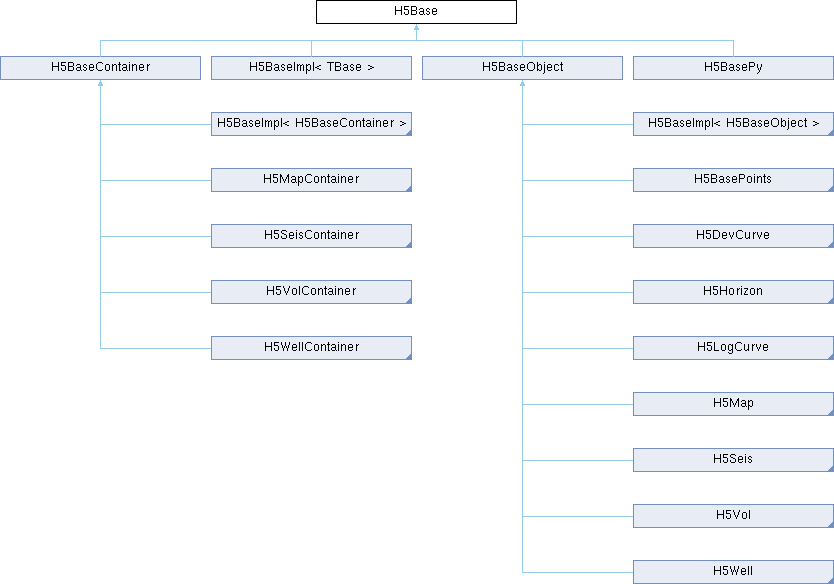 H5Base
H5BaseContainer
H5BaseImpl< TBase >
H5BaseObject
H5BasePy
H5BaseImpl< H5BaseContainer >
H5BaseImpl< H5BaseObject >
H5MapContainer
H5BasePoints
H5SeisContainer
H5DevCurve
H5VolContainer
H5Horizon
H5WellContainer
H5LogCurve
H5Map
H5Seis
H5Vol
H5Well